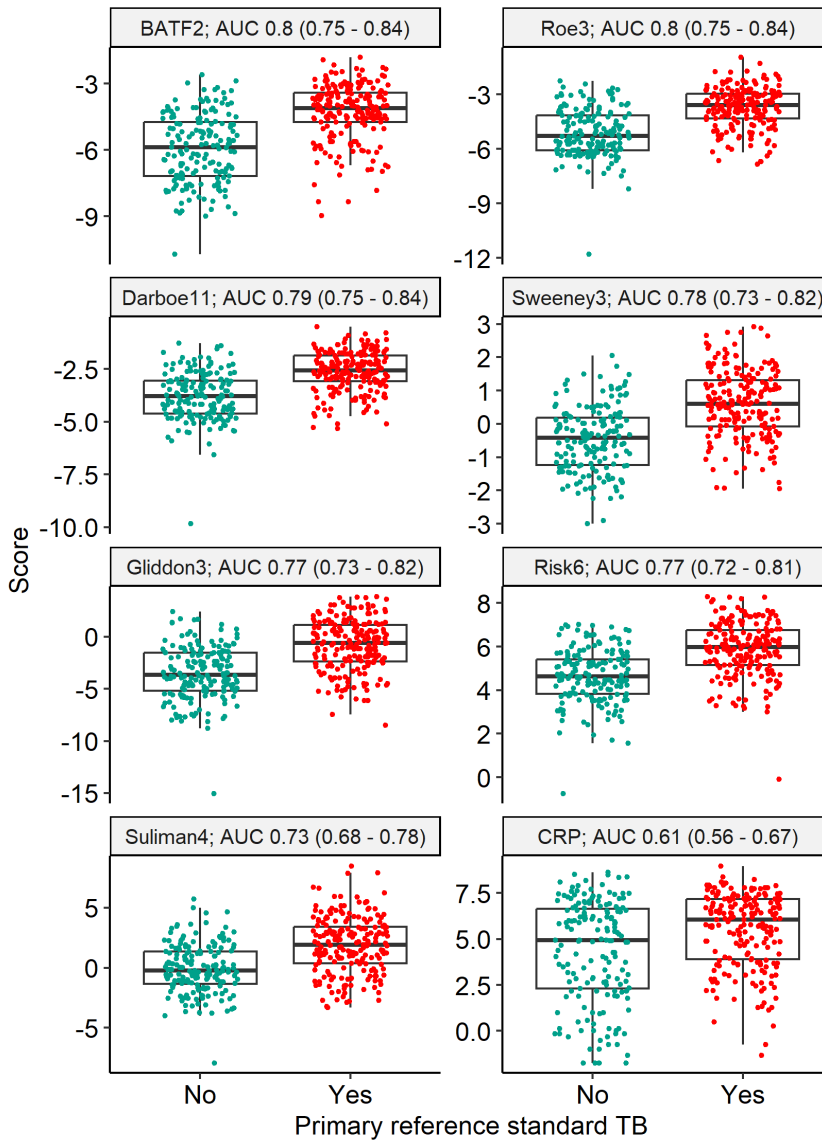 BATF2; AUC 0.8 (0.75 - 0.84)
Roe3; AUC 0.8 (0.75 - 0.84)
-3
-6
-9
-3
-6
-9
-12
Darboe11; AUC 0.79 (0.75 - 0.84)
Sweeney3; AUC 0.78 (0.73 - 0.82)
-2.5
-5.0
-7.5
-10.0
3
2
1
0
-1
-2
-3
Score
Gliddon3; AUC 0.77 (0.73 - 0.82)
Risk6; AUC 0.77 (0.72 - 0.81)
0
-5
-10
-15
8
6
4
2
0
Suliman4; AUC 0.73 (0.68 - 0.78)
CRP; AUC 0.61 (0.56 - 0.67)
5
0
-5
7.5
5.0
2.5
0.0
No
Yes
No
Yes
Primary reference standard TB